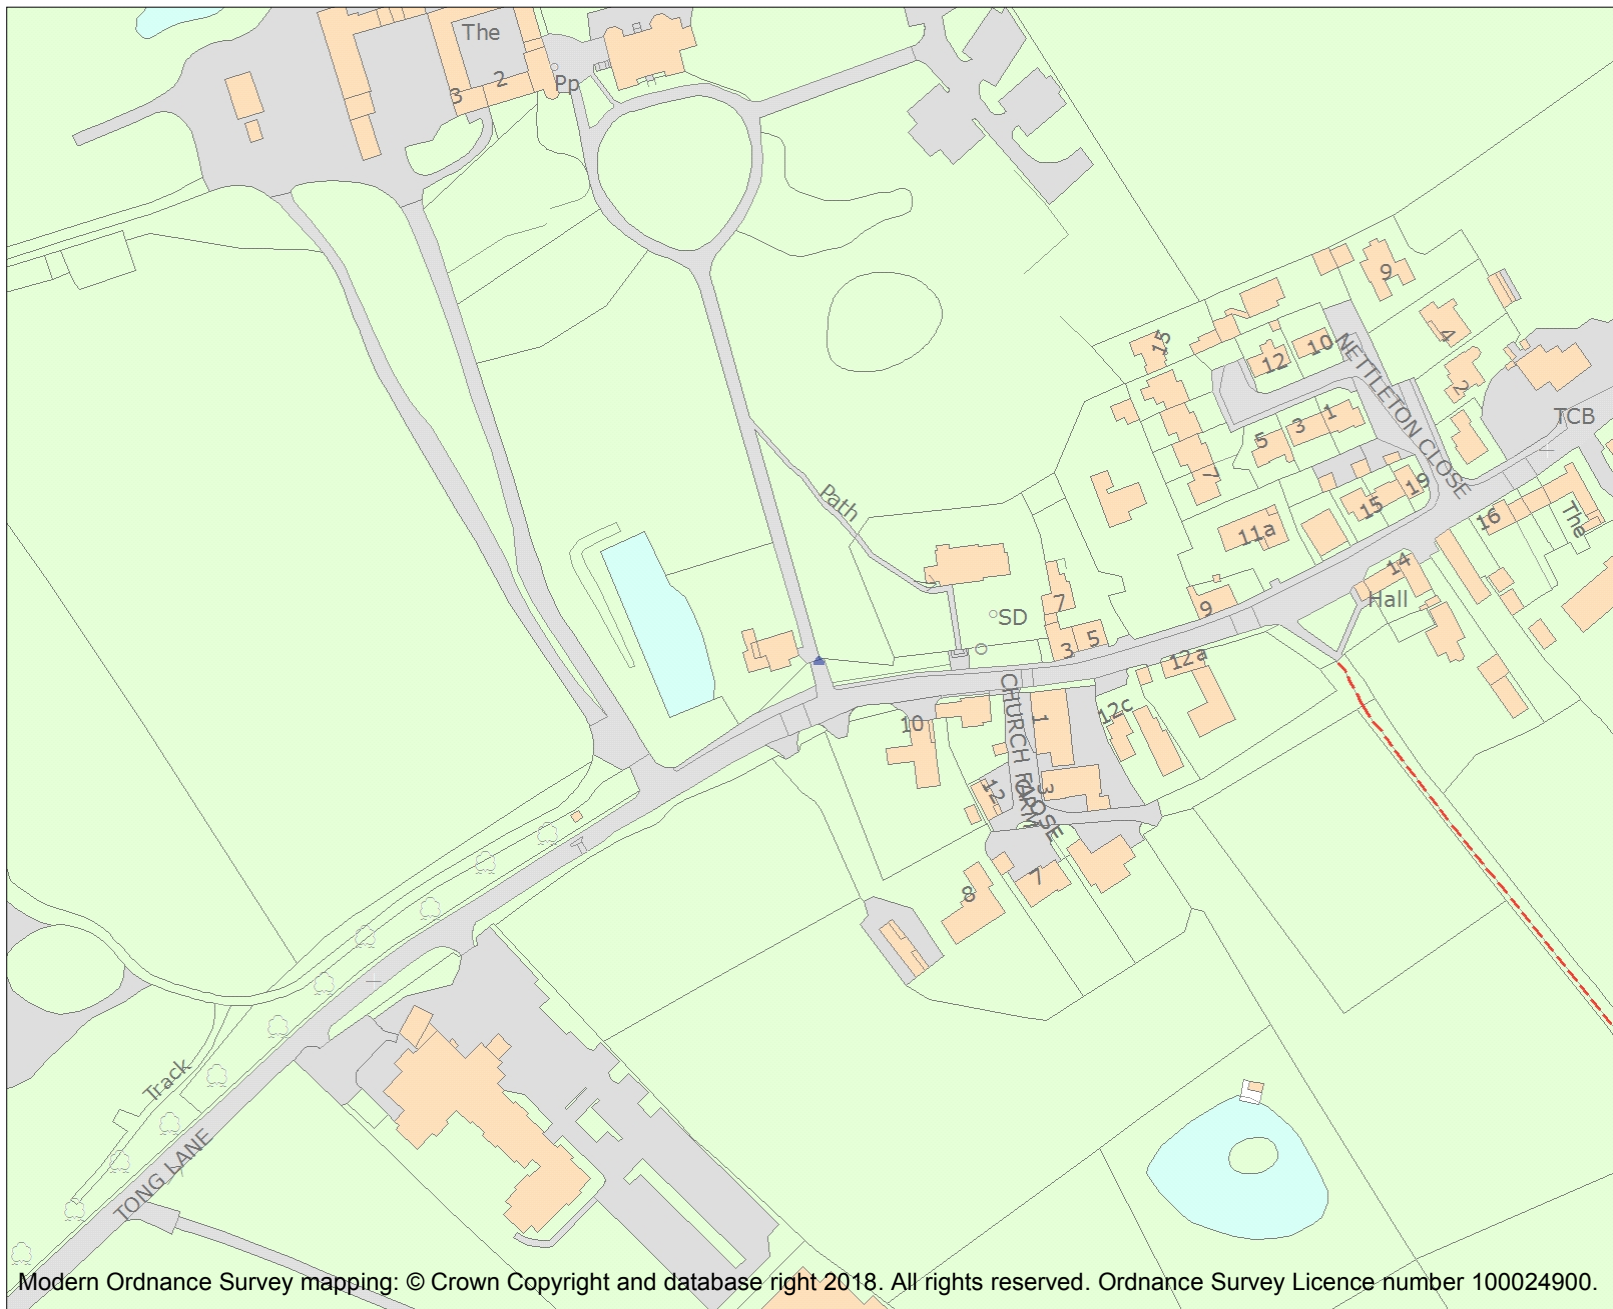 The
2
3
Pp
9
15
4
10
12
NETTLETON CLOSE
2
1
3
5
TCB
7
19
15
Path
16
The
11a
14
Hall
7
9
SD
5
3
12a
CHURCH FARM
CLOSE
1
12c
10
3
12
7
8
Track
TONG LANE
Modern Ordnance Survey mapping: © Crown Copyright and database right 2018. All rights reserved. Ordnance Survey Licence number 100024900.